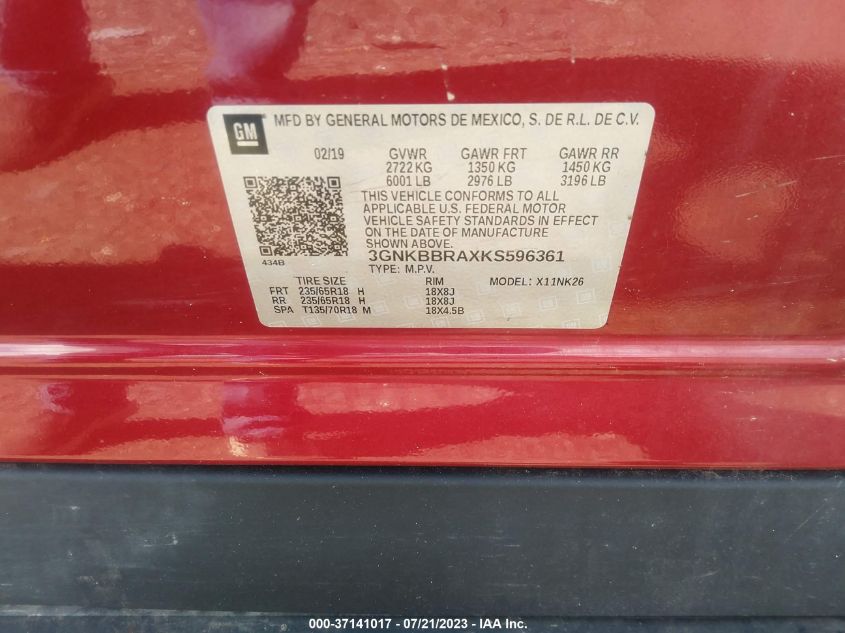 GM MFD BY GENERAL MOTORS DE MEXICO, S. DE R.L. DE C.V.
02/19 GVWR GAWR FRT GAWR RR
2722 KG 1350 KG 1450 KG
6001 LB 2976 LB 3196 LB
THIS VEHICLE CONFORMS TO ALL
APPLICABLE U.S. FEDERAL MOTOR
VEHICLE SAFETY STANDARDS IN EFFECT
ON THE DATE OF MANUFACTURE
SHOWN ABOVE.
434B 3GNKBBRAXKS596361
TYPE: M.P.V.
TIRE SIZE RIM MODEL: X11NK26
FRT 235/65R18 H 18X8J
RR 235/65R18 H 18X8J
SPA T135/70R18 M 18X4.5B
000-37141017 - 07/21/2023 - IAA Inc.